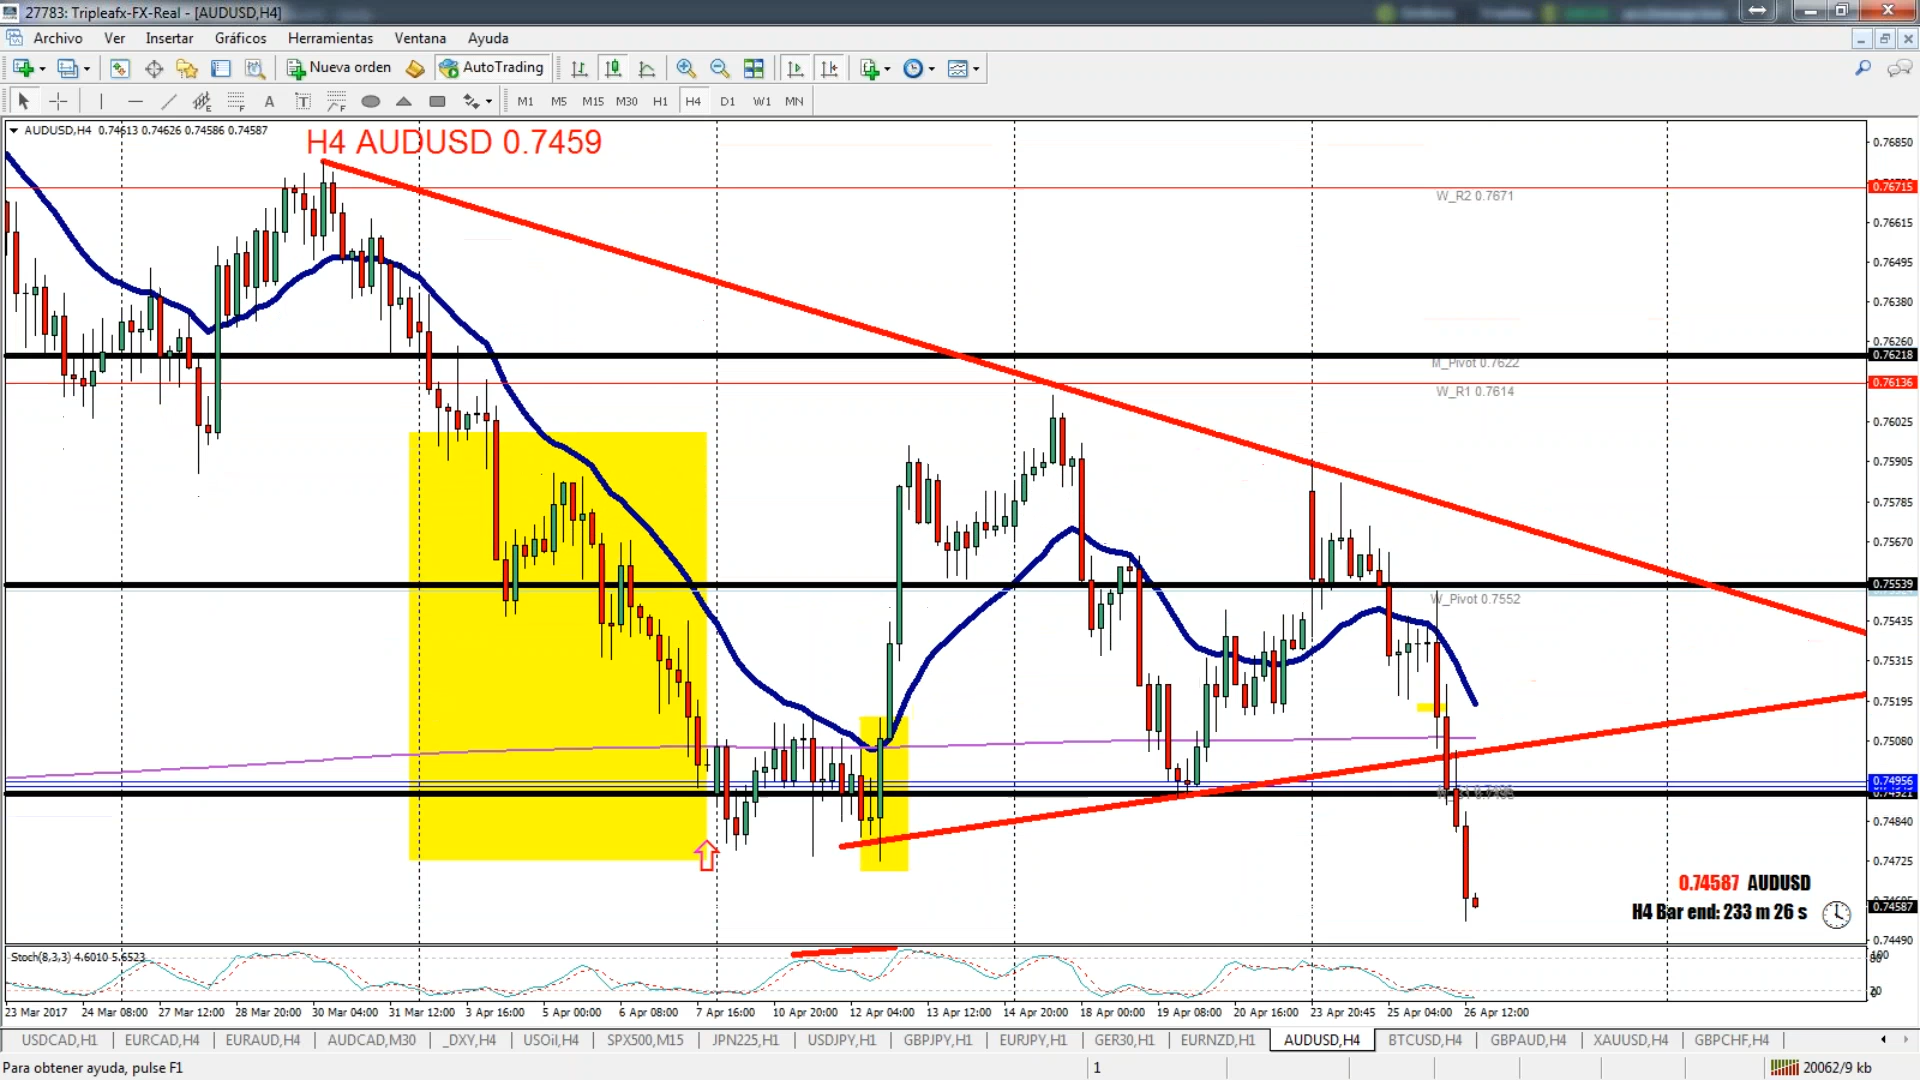 27783: Tripleafx-FX-Real - [AUDUSD,H4]
Archivo Ver Insertar Gráficos Herramientas Ventana Ayuda
Nueva orden AutoTrading
A T M1 M5 M15 M30 H1 H4 D1 W1 MN
AUDUSD,H4 0.74613 0.74626 0.74586 0.74587
H4 AUDUSD 0.7459
0.76850
0.76715
W_R2 0.7671
0.76615
0.76495
0.76380
0.76260
0.76218
M_Pivot 0.7622
0.76136
W_R1 0.7614
0.76025
0.75905
0.75785
0.75670
0.75539
W_Pivot 0.7552
0.75435
0.75315
0.75195
0.75080
0.74956
0.74921
0.74840
0.74725
0.74587 AUDUSD
H4 Bar end: 233 m 26 s
0.74587
0.74490
Stoch(8,3,3) 4.6010 5.6523
100
80
20
0
23 Mar 2017 24 Mar 08:00 27 Mar 12:00 28 Mar 20:00 30 Mar 04:00 31 Mar 12:00 3 Apr 16:00 5 Apr 00:00 6 Apr 08:00 7 Apr 16:00 10 Apr 20:00 12 Apr 04:00 13 Apr 12:00 14 Apr 20:00 18 Apr 00:00 19 Apr 08:00 20 Apr 16:00 23 Apr 20:45 25 Apr 04:00 26 Apr 12:00
USDCAD,H1 EURCAD,H4 EURAUD,H4 AUDCAD,M30 _DXY,H4 USOil,H4 SPX500,M15 JPN225,H1 USDJPY,H1 GBPJPY,H1 EURJPY,H1 GER30,H1 EURNZD,H1 AUDUSD,H4 BTCUSD,H4 GBPAUD,H4 XAUUSD,H4 GBPCHF,H4
Para obtener ayuda, pulse F1 1 20062/9 kb